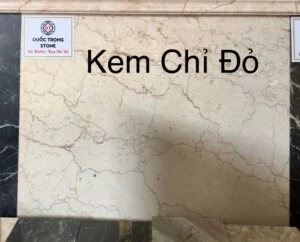 QUỐC TRỌNG
STONE
Kem Chỉ Đỏ